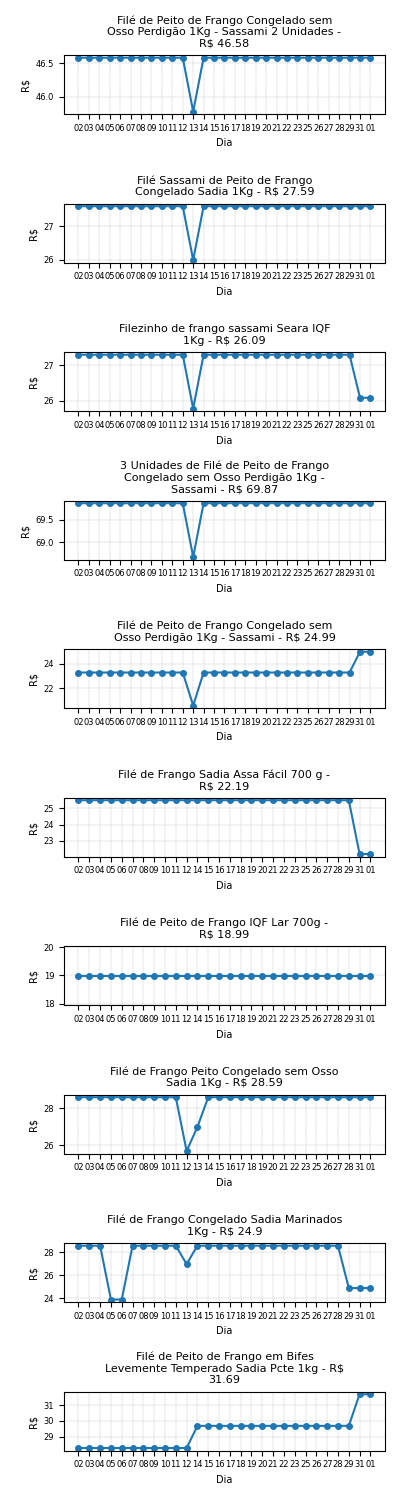 Filé de Peito de Frango Congelado sem
Osso Perdigão 1Kg - Sassami 2 Unidades -
R$ 46.58
46.5
46.0
R$
02 03 04 05 06 07 08 09 10 11 12 13 14 15 16 17 18 19 20 21 22 23 25 26 27 28 29 31 01
Dia
Filé Sassami de Peito de Frango
Congelado Sadia 1Kg - R$ 27.59
27
26
R$
02 03 04 05 06 07 08 09 10 11 12 13 14 15 16 17 18 19 20 21 22 23 25 26 27 28 29 31 01
Dia
Filezinho de frango sassami Seara IQF
1Kg - R$ 26.09
27
26
R$
02 03 04 05 06 07 08 09 10 11 12 13 14 15 16 17 18 19 20 21 22 23 25 26 27 28 29 31 01
Dia
3 Unidades de Filé de Peito de Frango
Congelado sem Osso Perdigão 1Kg -
Sassami - R$ 69.87
69.5
69.0
R$
02 03 04 05 06 07 08 09 10 11 12 13 14 15 16 17 18 19 20 21 22 23 25 26 27 28 29 31 01
Dia
Filé de Peito de Frango Congelado sem
Osso Perdigão 1Kg - Sassami - R$ 24.99
24
22
R$
02 03 04 05 06 07 08 09 10 11 12 13 14 15 16 17 18 19 20 21 22 23 25 26 27 28 29 31 01
Dia
Filé de Frango Sadia Assa Fácil 700 g -
R$ 22.19
25
24
23
R$
02 03 04 05 06 07 08 09 10 11 12 13 14 15 16 17 18 19 20 21 22 23 25 26 27 28 29 31 01
Dia
Filé de Peito de Frango IQF Lar 700g -
R$ 18.99
20
19
18
R$
02 03 04 05 06 07 08 09 10 11 12 13 14 15 16 17 18 19 20 21 22 23 25 26 27 28 29 31 01
Dia
Filé de Frango Peito Congelado sem Osso
Sadia 1Kg - R$ 28.59
28
26
R$
02 03 04 05 06 07 08 09 10 11 12 13 14 15 16 17 18 19 20 21 22 23 25 26 27 28 29 31 01
Dia
Filé de Frango Congelado Sadia Marinados
1Kg - R$ 24.9
28
26
24
R$
02 03 04 05 06 07 08 09 10 11 12 13 14 15 16 17 18 19 20 21 22 23 25 26 27 28 29 31 01
Dia
Filé de Peito de Frango em Bifes
Levemente Temperado Sadia Pcte 1kg - R$
31.69
31
30
29
R$
02 03 04 05 06 07 08 09 10 11 12 13 14 15 16 17 18 19 20 21 22 23 25 26 27 28 29 31 01
Dia